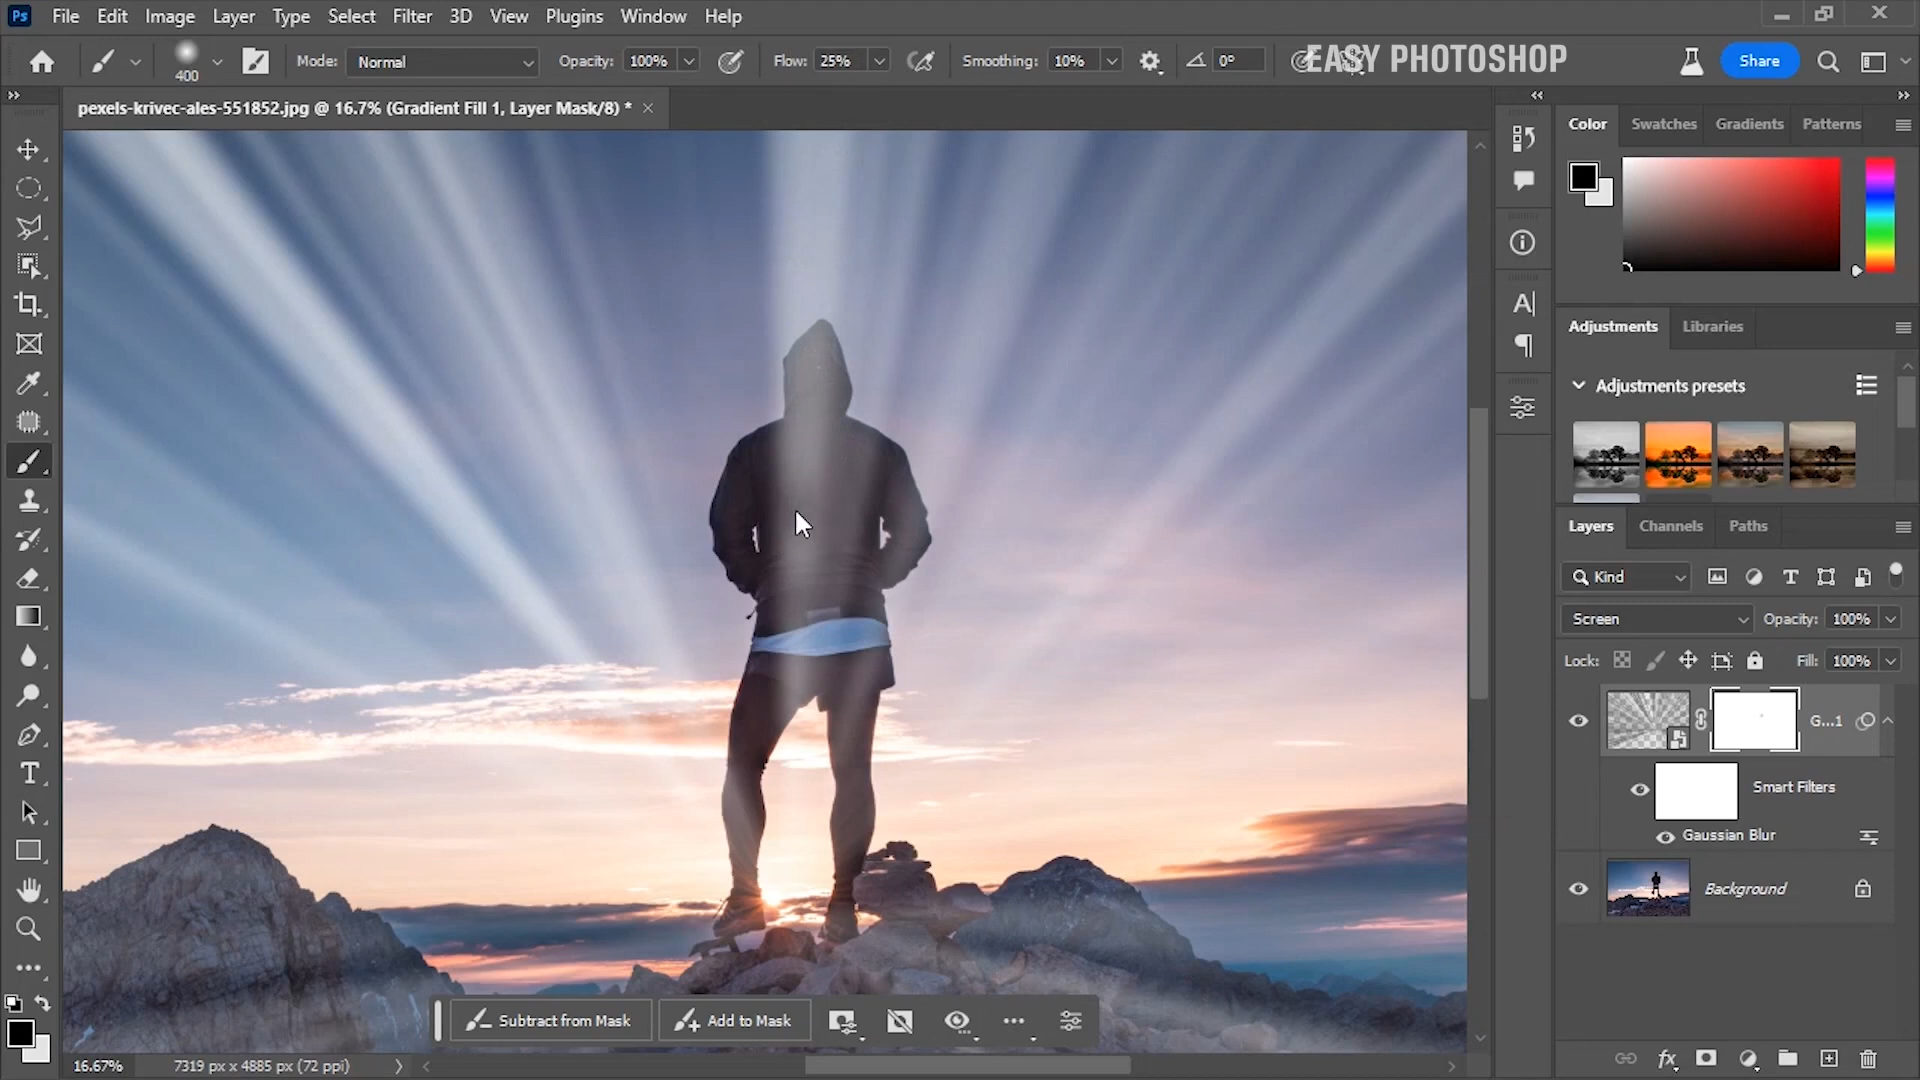 Ps File Edit Image Layer Type Select Filter 3D View Plugins Window Help
400 Mode: Normal Opacity: 100% Flow: 25% Smoothing: 10% 0° EASY PHOTOSHOP Share
pexels-krivec-ales-551852.jpg @ 16.7% (Gradient Fill 1, Layer Mask/8) *
Color Swatches Gradients Patterns
Adjustments Libraries
Adjustments presets
Layers Channels Paths
Kind
Screen Opacity: 100%
Lock: Fill: 100%
G...1
Smart Filters
Gaussian Blur
Background
Subtract from Mask Add to Mask
16.67% 7319 px x 4885 px (72 ppi)